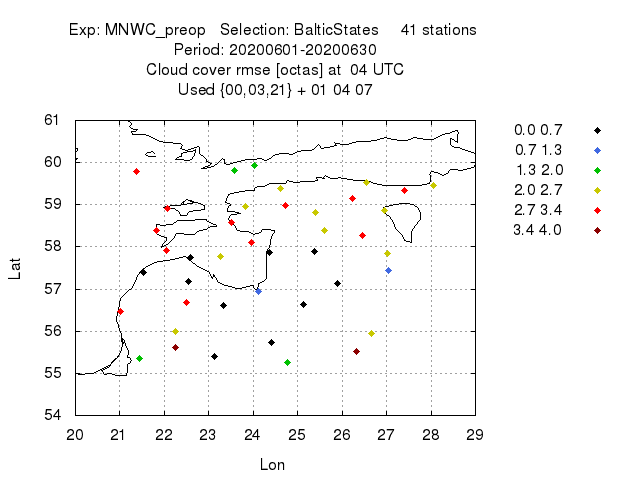 Exp: MNWC_preop   Selection: BalticStates     41 stations
Period: 20200601-20200630
Cloud cover rmse [octas] at  04 UTC
Used {00,03,21} + 01 04 07
0.0 0.7
0.7 1.3
1.3 2.0
2.0 2.7
2.7 3.4
3.4 4.0
Lat
61
60
59
58
57
56
55
54
20 21 22 23 24 25 26 27 28 29
Lon